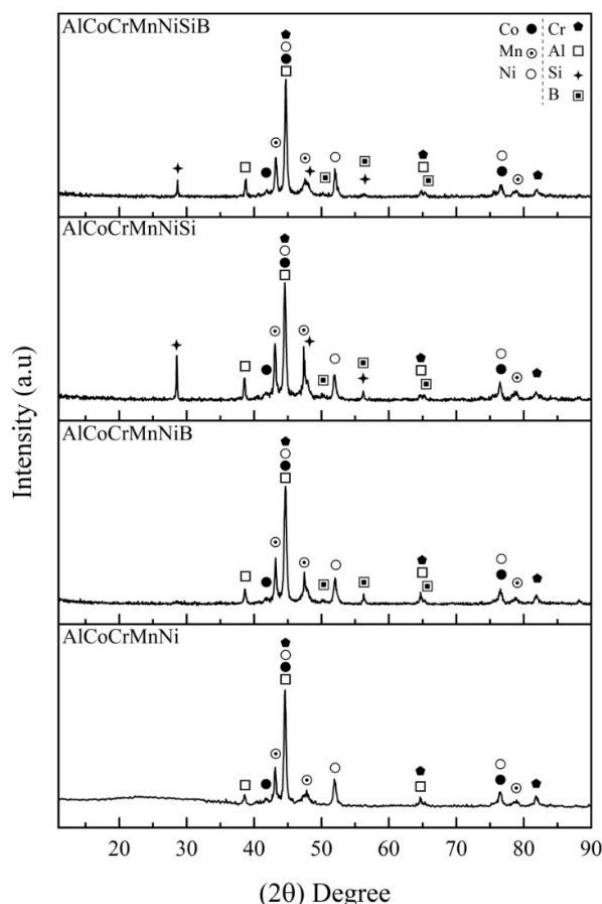 AlCoCrMnNiSiB
Co Cr
Mn Al
Ni Si
B
AlCoCrMnNiSi
AlCoCrMnNiB
AlCoCrMnNi
Intensity (a.u)
20 30 40 50 60 70 80 90
(2θ) Degree